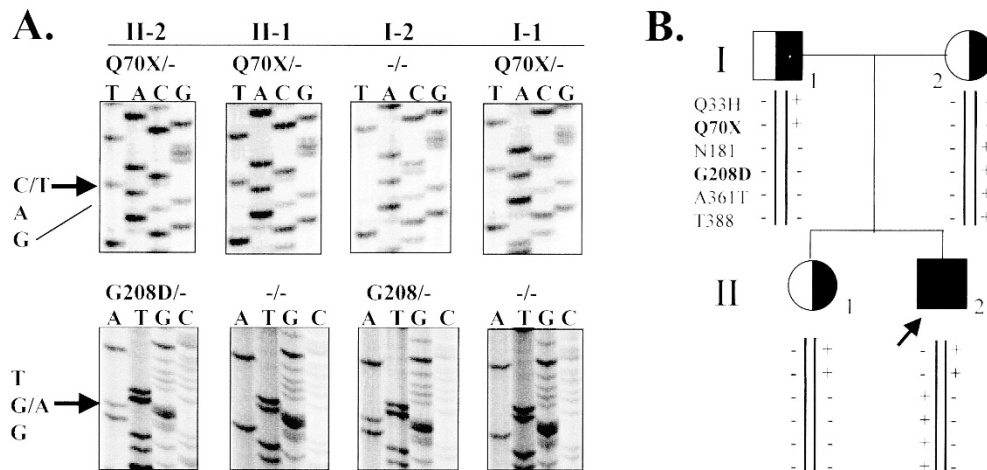 A.
II-2 II-1 I-2 I-1
Q70X/- Q70X/- -/- Q70X/-
T A C G T A C G T A C G T A C G
C/T
A
G
G208D/- -/- G208/- -/-
A T G C A T G C A T G C A T G C
T
G/A
G
B.
I
1 2
Q33H - + - -
Q70X - + - -
N181 - - - +
G208D - - - +
A361T - - - +
T388 - - - +
II
1 2
- + - +
- + - +
- - + -
- - + -
- - + -
- - + -